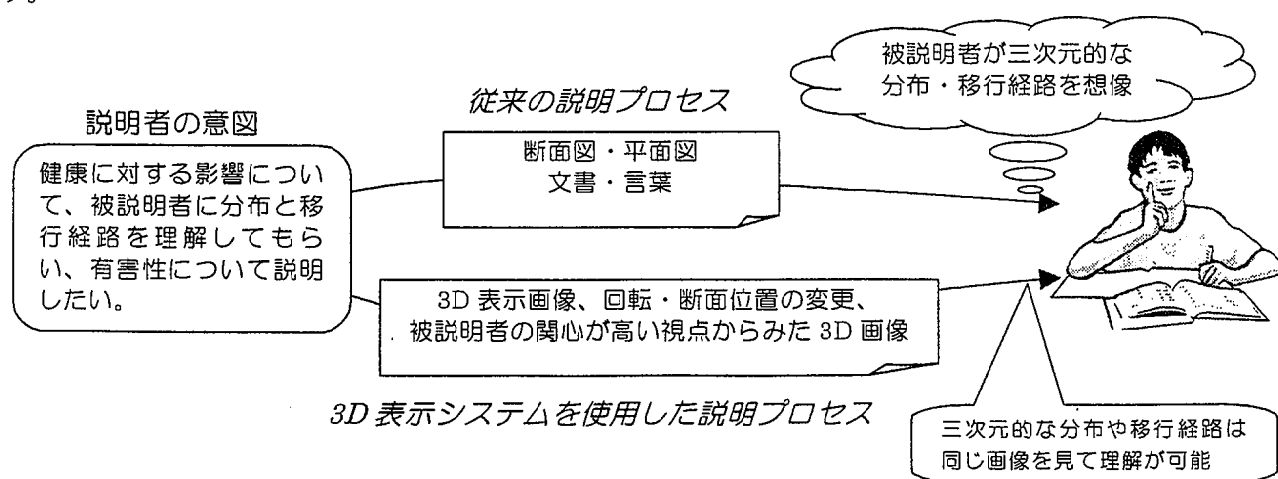 す。
被説明者が三次元的な
分布・移行経路を想像
従来の説明プロセス
説明者の意図
断面図・平面図
文書・言葉
健康に対する影響につい
て、被説明者に分布と移
行経路を理解してもら
い、有害性について説明
したい。
3D 表示画像、回転・断面位置の変更、
被説明者の関心が高い視点からみた 3D 画像
3D 表示システムを使用した説明プロセス
三次元的な分布や移行経路は
同じ画像を見て理解が可能